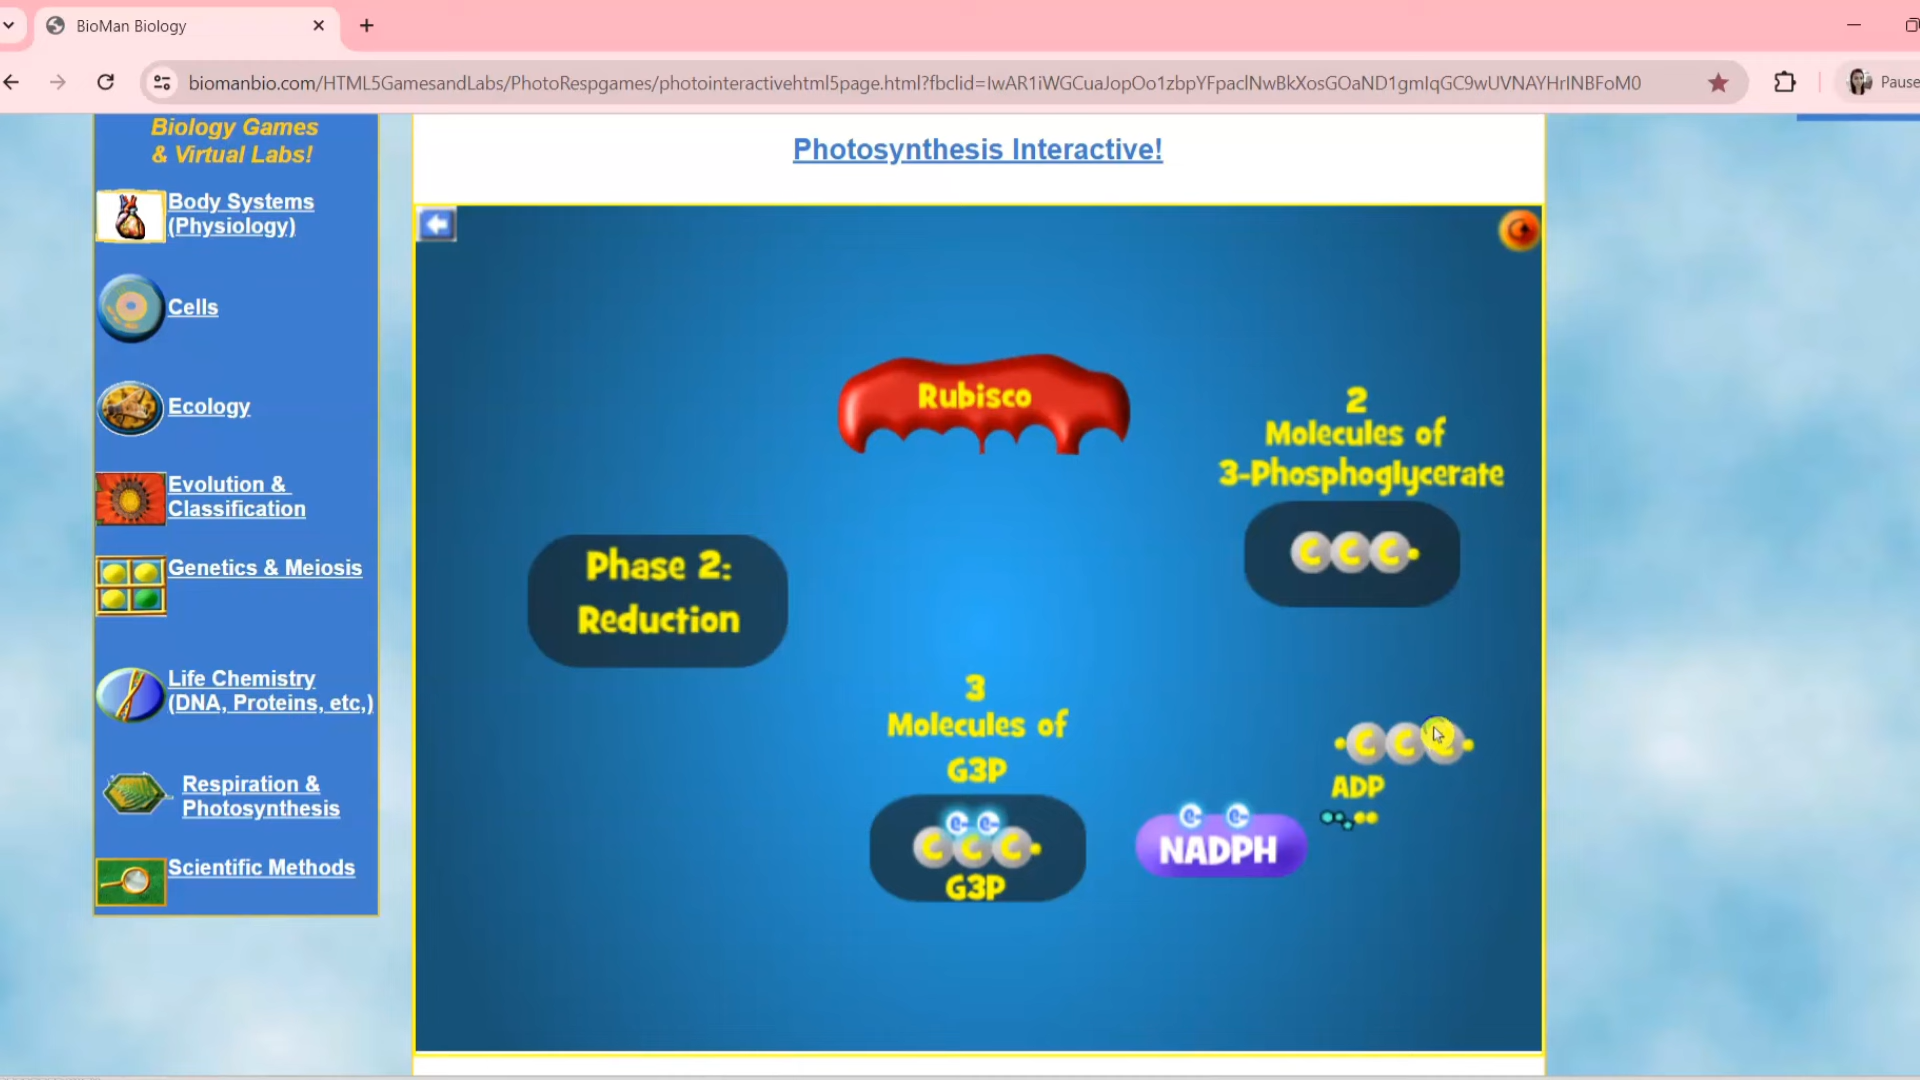 BioMan Biology
biomanbio.com/HTML5GamesandLabs/PhotoRespgames/photointeractivehtml5page.html?fbclid=IwAR1iWGCuaJopOo1zbpYFpaclNwBkXosGOaND1gmIqGC9wUVNAYHrINBFoM0
Pause
Biology Games
& Virtual Labs!
Body Systems
(Physiology)
Cells
Ecology
Evolution &
Classification
Genetics & Meiosis
Life Chemistry
(DNA, Proteins, etc,)
Respiration &
Photosynthesis
Scientific Methods
Photosynthesis Interactive!
Rubisco
2
Molecules of
3-Phosphoglycerate
C C C
Phase 2:
Reduction
3
Molecules of
G3P
e- e-
C C C
G3P
e- e-
NADPH
C C C
ADP